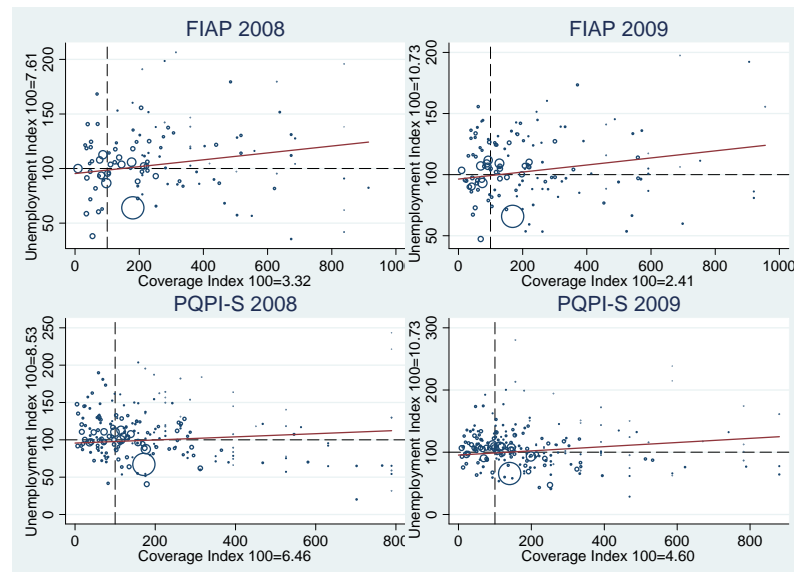 FIAP 2008
Unemployment Index 100=7.61
200
150
100
50
0 200 400 600 800 100
Coverage Index 100=3.32
FIAP 2009
Unemployment Index 100=10.73
200
150
100
50
0 200 400 600 800 1000
Coverage Index 100=2.41
PQPI-S 2008
Unemployment Index 100=8.53
250
200
150
100
50
0
0 200 400 600 800
Coverage Index 100=6.46
PQPI-S 2009
Unemployment Index 100=10.73
300
200
100
0
0 200 400 600 800
Coverage Index 100=4.60